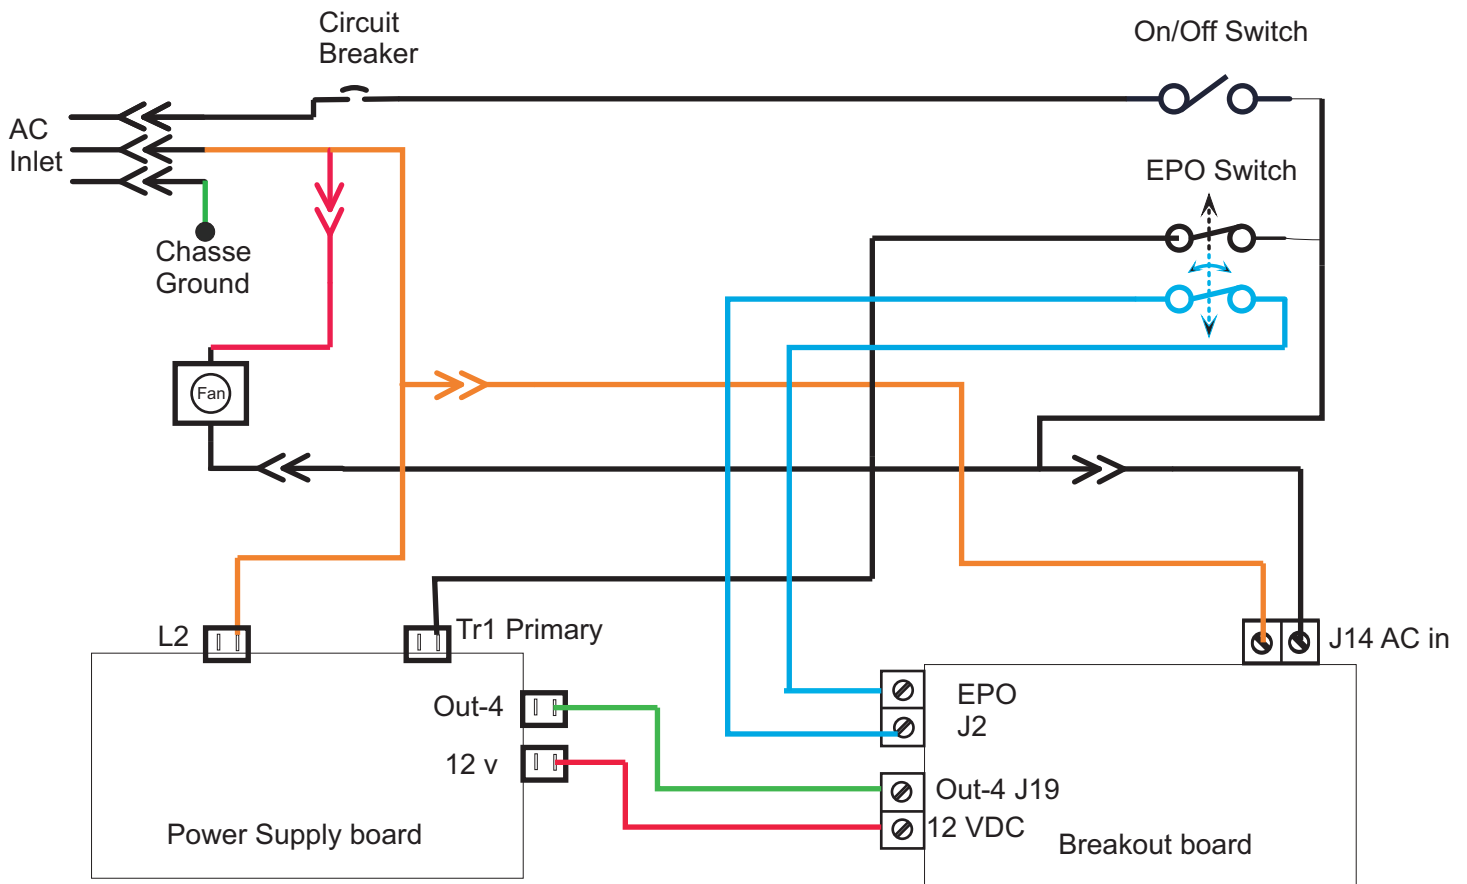 Circuit
Breaker
On/Off Switch
AC
Inlet
EPO Switch
Chasse
Ground
Fan
L2
Tr1 Primary
J14 AC in
Out-4
EPO
J2
12 v
Out-4 J19
12 VDC
Power Supply board
Breakout board